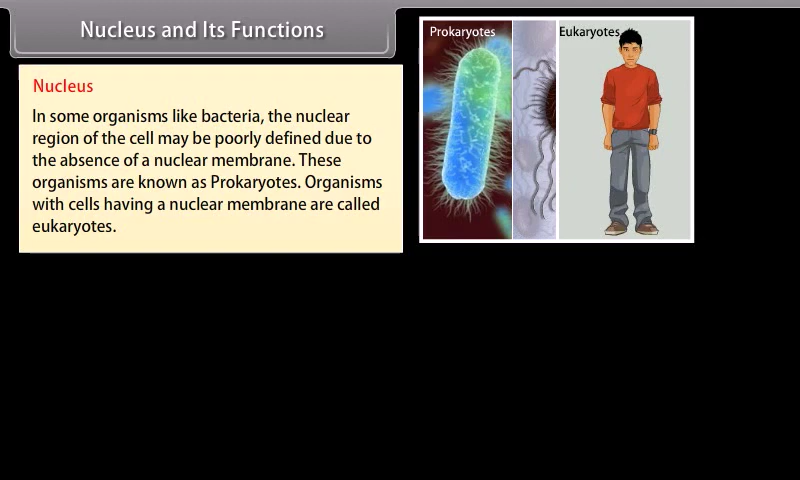 Nucleus and Its Functions
Nucleus
In some organisms like bacteria, the nuclear
region of the cell may be poorly defined due to
the absence of a nuclear membrane. These
organisms are known as Prokaryotes. Organisms
with cells having a nuclear membrane are called
eukaryotes.
Prokaryotes
Eukaryotes